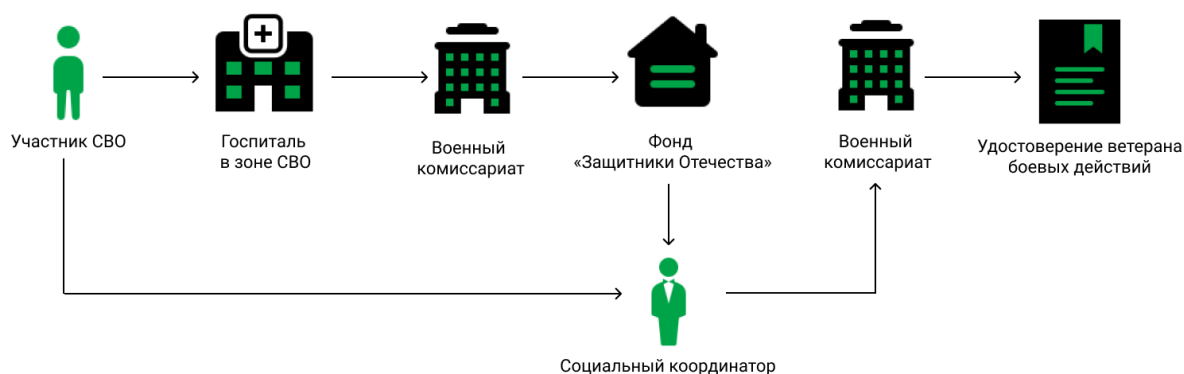 Участник СВО
Госпиталь
в зоне СВО
Военный
комиссариат
Фонд
«Защитники Отечества»
Военный
комиссариат
Удостоверение ветерана
боевых действий
Социальный координатор